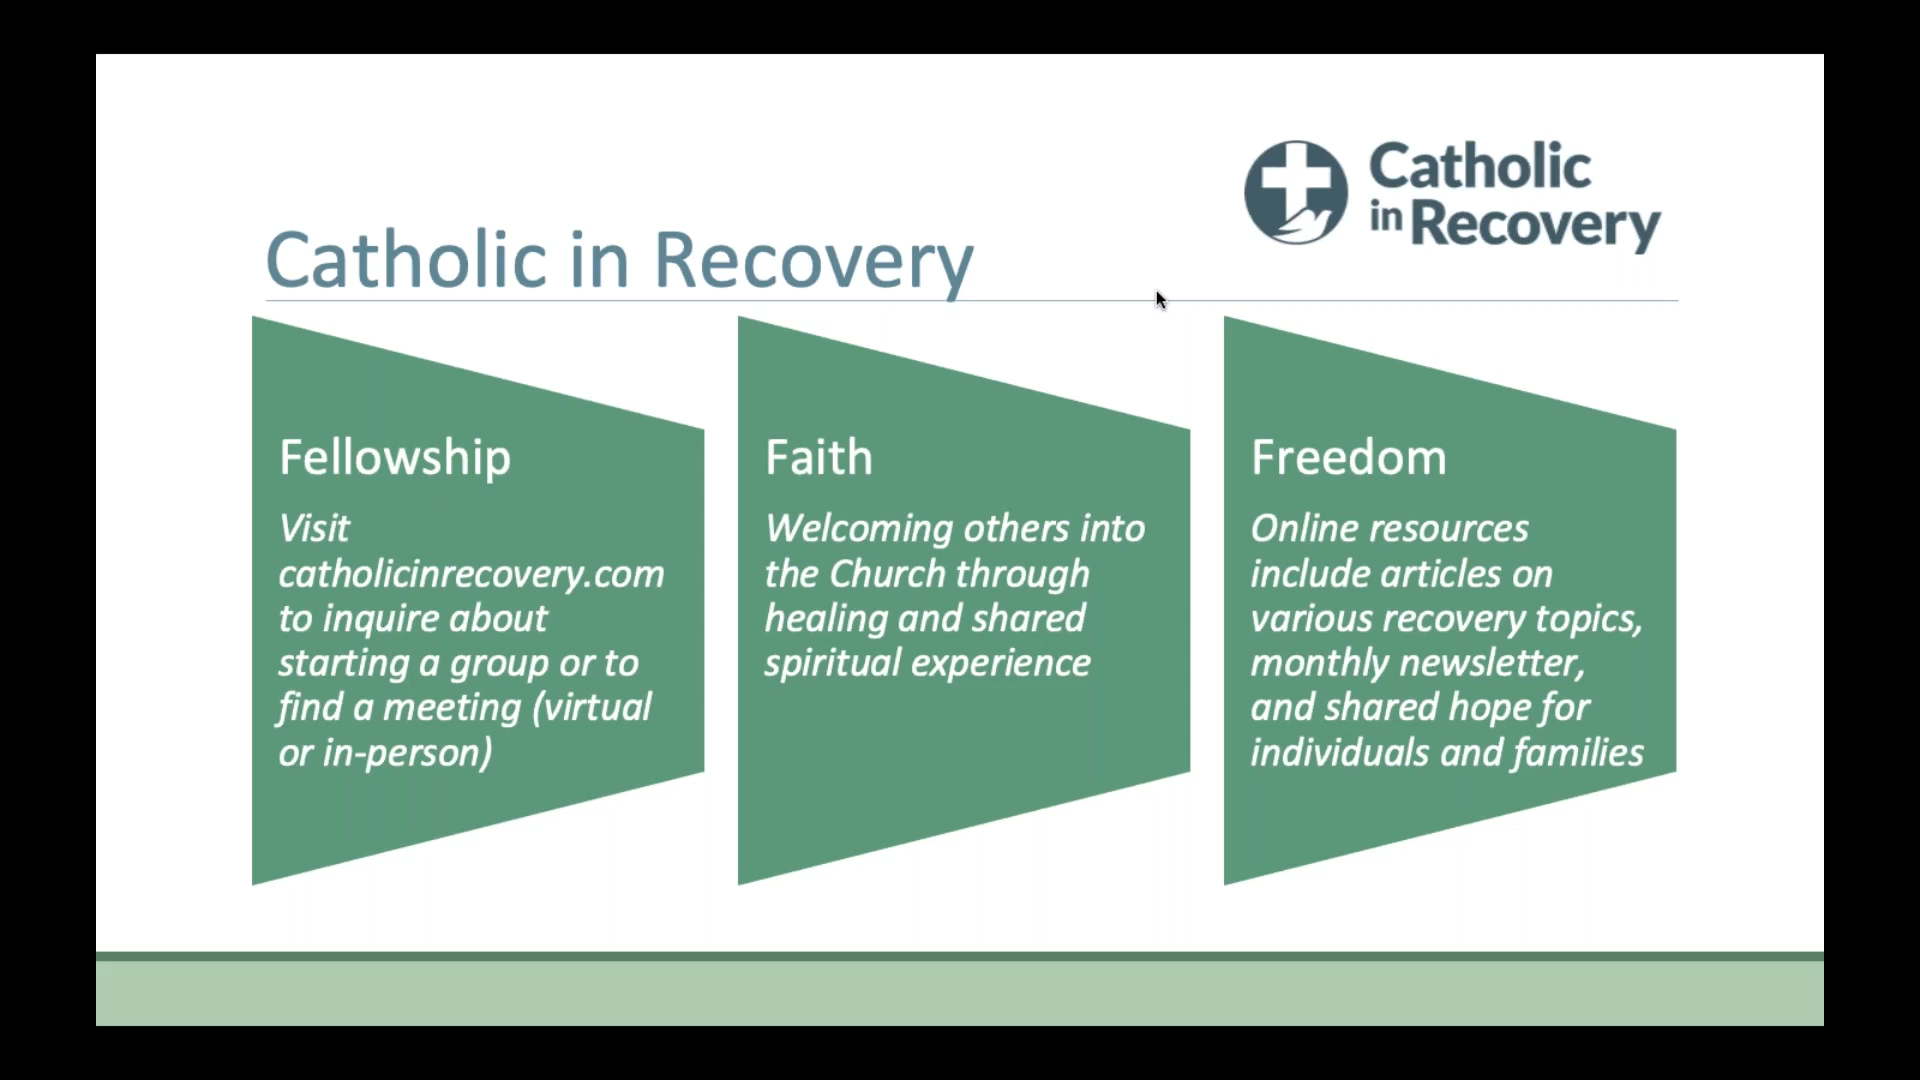 Catholic
in Recovery
Catholic in Recovery
Fellowship
Visit
catholicinrecovery.com
to inquire about
starting a group or to
find a meeting (virtual
or in-person)
Faith
Welcoming others into
the Church through
healing and shared
spiritual experience
Freedom
Online resources
include articles on
various recovery topics,
monthly newsletter,
and shared hope for
individuals and families